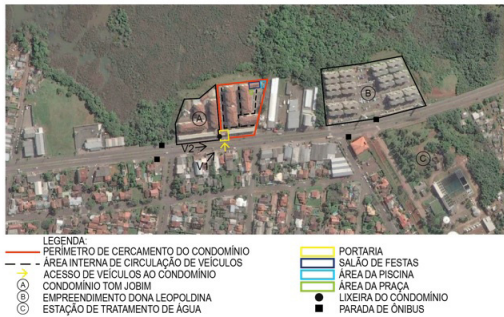 A
B
V2
V1
C
LEGENDA:
PERÍMETRO DE CERCAMENTO DO CONDOMÍNIO
ÁREA INTERNA DE CIRCULAÇÃO DE VEÍCULOS
ACESSO DE VEÍCULOS AO CONDOMÍNIO
A CONDOMÍNIO TOM JOBIM
B EMPREENDIMENTO DONA LEOPOLDINA
C ESTAÇÃO DE TRATAMENTO DE ÁGUA
PORTARIA
SALÃO DE FESTAS
ÁREA DA PISCINA
ÁREA DA PRAÇA
LIXEIRA DO CONDOMÍNIO
PARADA DE ÔNIBUS